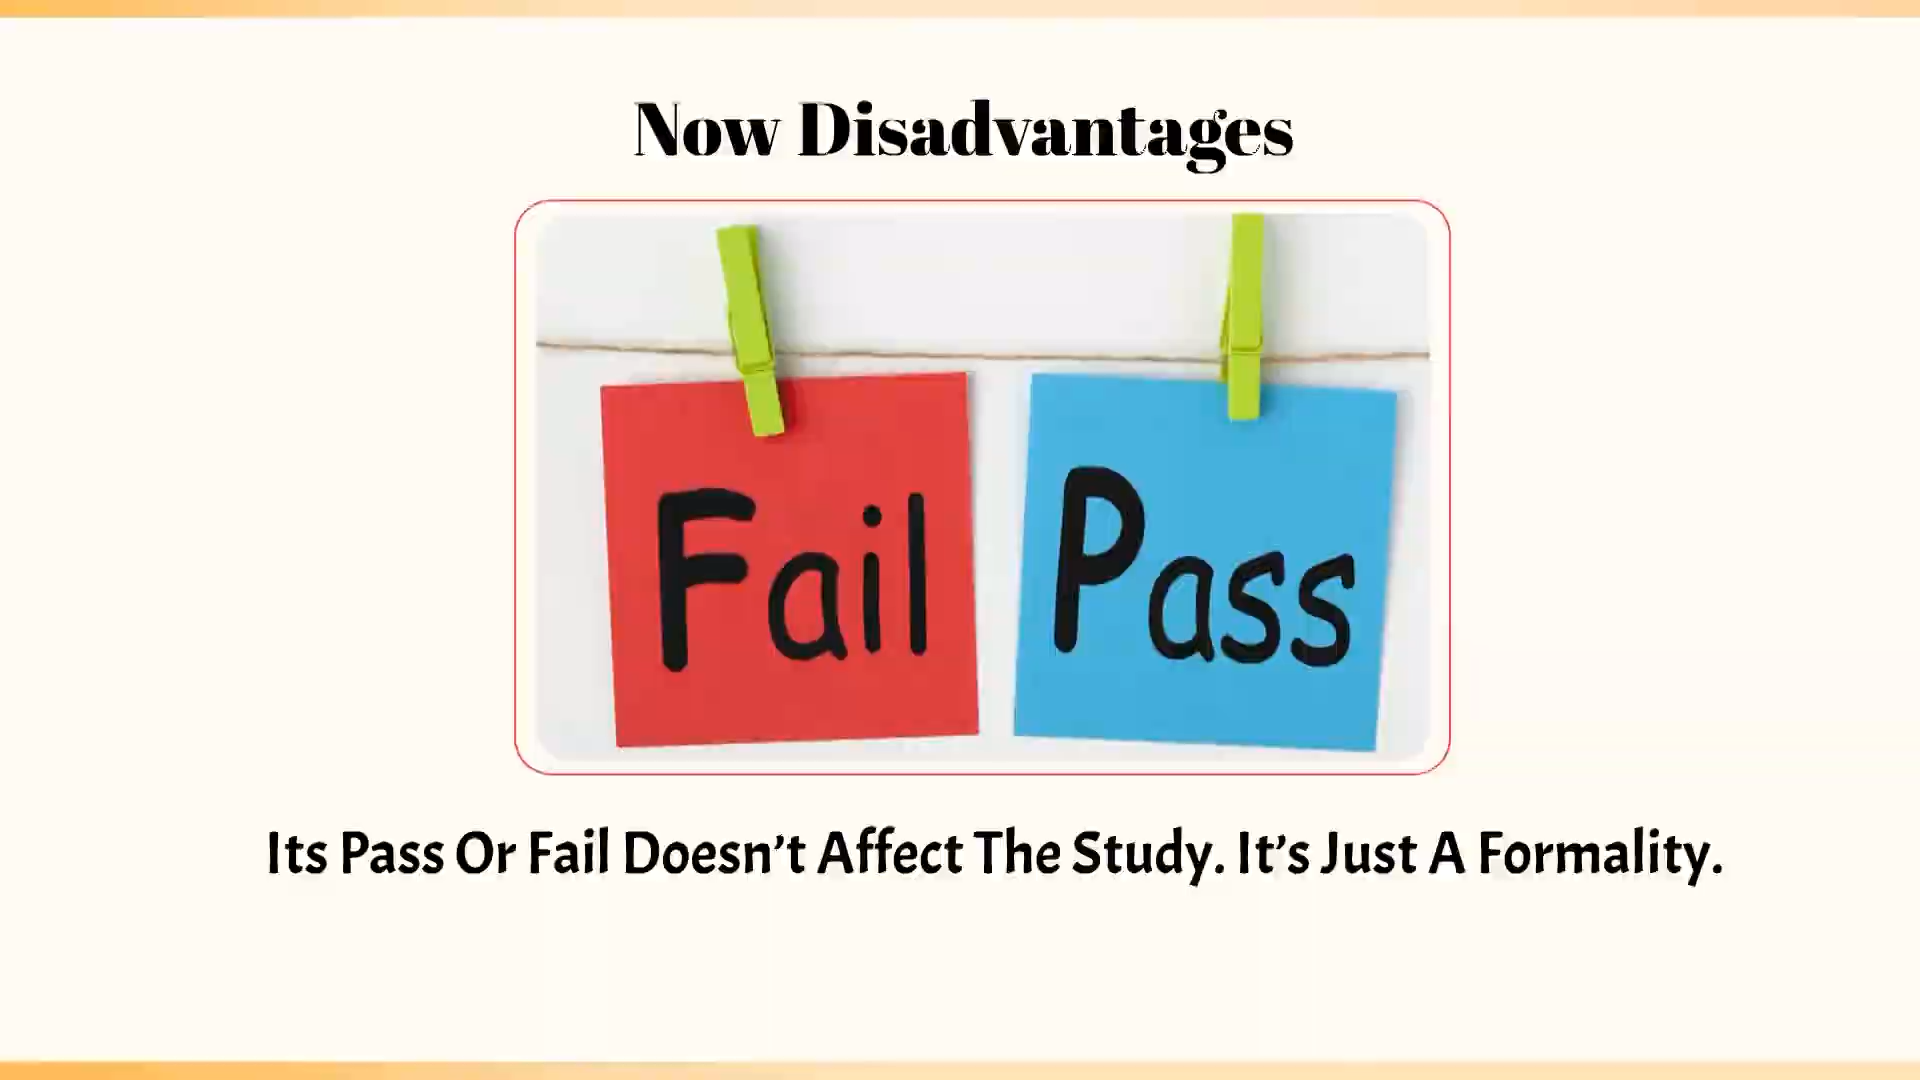 Now Disadvantages
Fail Pass
Its Pass Or Fail Doesn't Affect The Study. It's Just A Formality.